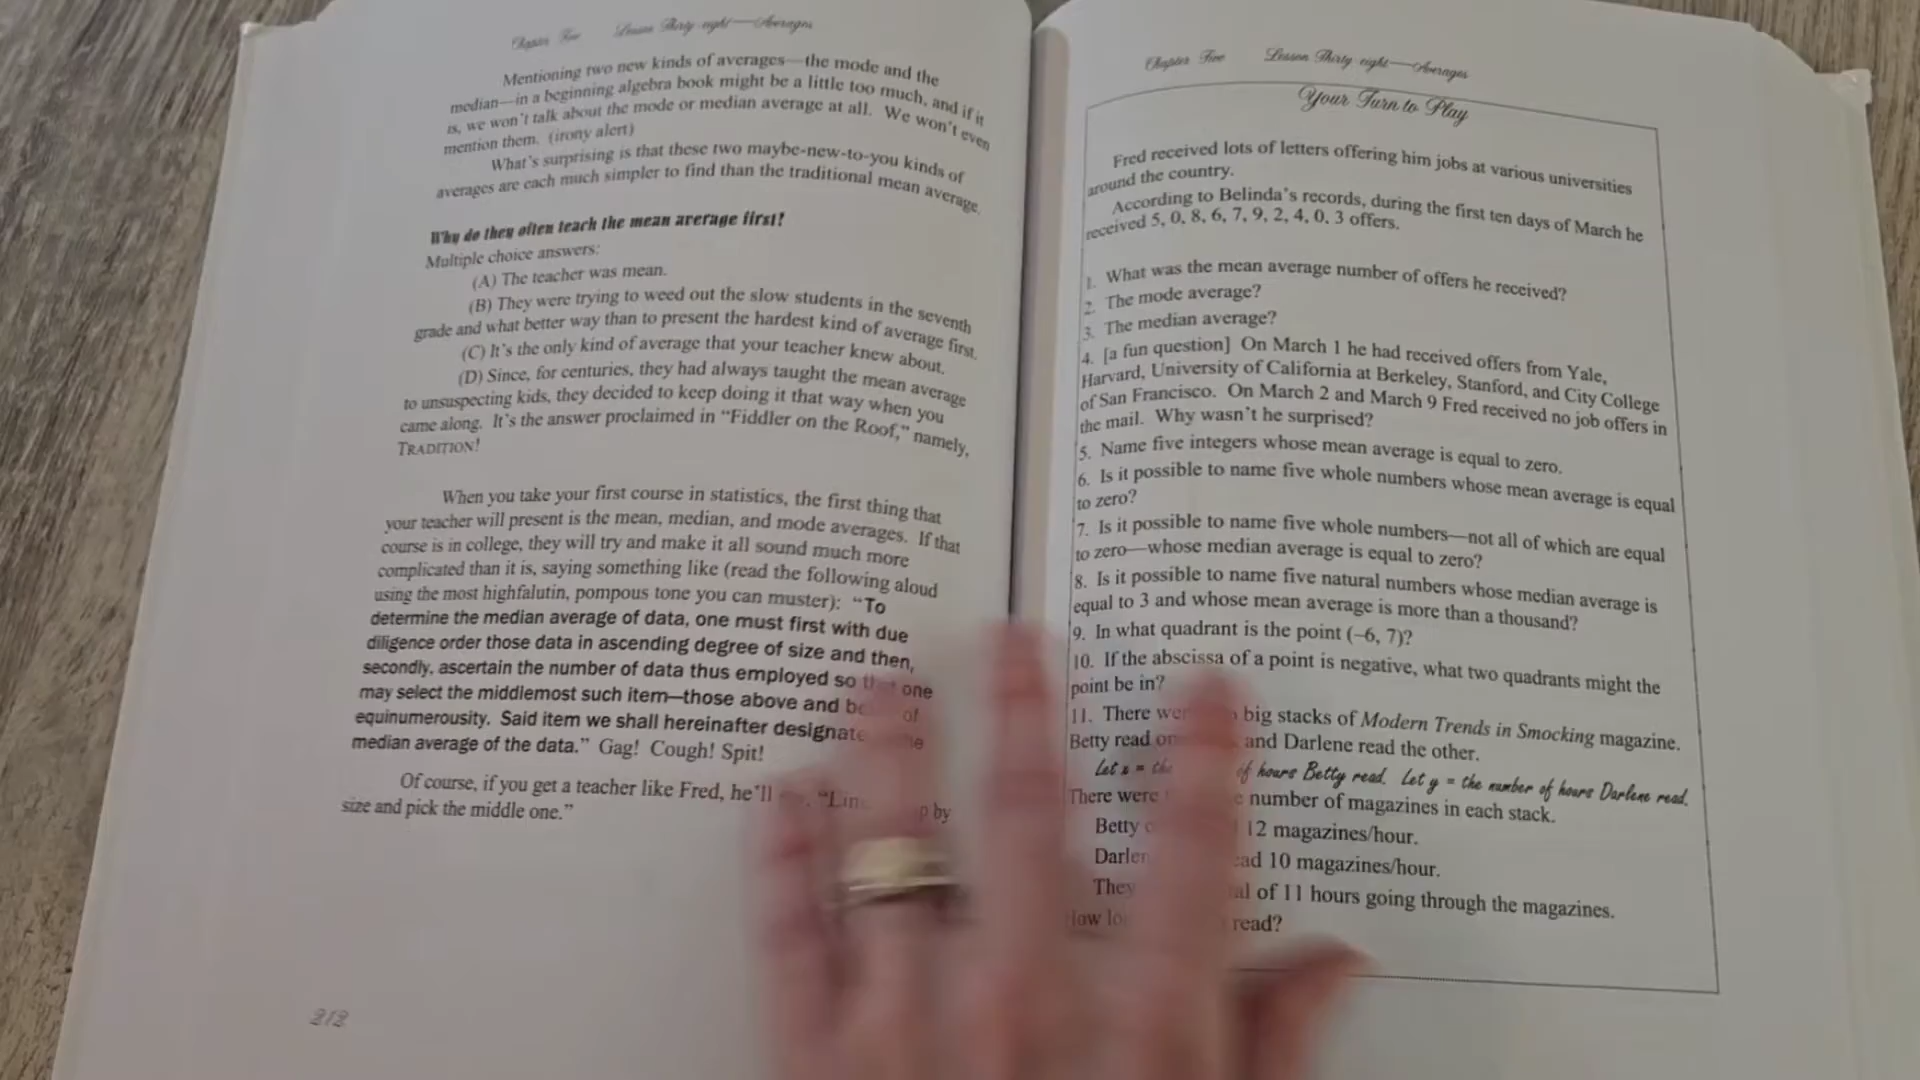 Chapter Five Lesson Thirty-eight—Averages
Mentioning two new kinds of averages—the mode and the
median—in a beginning algebra book might be a little too much, and if it
is, we won't talk about the mode or median average at all. We won't even
mention them. (irony alert)
What's surprising is that these two maybe-new-to-you kinds of
averages are each much simpler to find than the traditional mean average.
Why do they often teach the mean average first?
Multiple choice answers:
(A) The teacher was mean.
(B) They were trying to weed out the slow students in the seventh
grade and what better way than to present the hardest kind of average first.
(C) It's the only kind of average that your teacher knew about.
(D) Since, for centuries, they had always taught the mean average
to unsuspecting kids, they decided to keep doing it that way when you
came along. It's the answer proclaimed in "Fiddler on the Roof," namely,
TRADITION!
When you take your first course in statistics, the first thing that
your teacher will present is the mean, median, and mode averages. If that
course is in college, they will try and make it all sound much more
complicated than it is, saying something like (read the following aloud
using the most highfalutin, pompous tone you can muster): "To
determine the median average of data, one must first with due
diligence order those data in ascending degree of size and then,
secondly, ascertain the number of data thus employed so one
may select the middlemost such item—those above and of
equinumerosity. Said item we shall hereinafter designate
median average of the data." Gag! Cough! Spit!
Of course, if you get a teacher like Fred, he'll by
size and pick the middle one."
212
Chapter Five Lesson Thirty-eight—Averages
Your Turn to Play
Fred received lots of letters offering him jobs at various universities
around the country.
According to Belinda's records, during the first ten days of March he
received 5, 0, 8, 6, 7, 9, 2, 4, 0, 3 offers.
1. What was the mean average number of offers he received?
2. The mode average?
3. The median average?
4. [a fun question] On March 1 he had received offers from Yale,
Harvard, University of California at Berkeley, Stanford, and City College
of San Francisco. On March 2 and March 9 Fred received no job offers in
the mail. Why wasn't he surprised?
5. Name five integers whose mean average is equal to zero.
6. Is it possible to name five whole numbers whose mean average is equal
to zero?
7. Is it possible to name five whole numbers—not all of which are equal
to zero—whose median average is equal to zero?
8. Is it possible to name five natural numbers whose median average is
equal to 3 and whose mean average is more than a thousand?
9. In what quadrant is the point (–6, 7)?
10. If the abscissa of a point is negative, what two quadrants might the
point be in?
11. There big stacks of Modern Trends in Smocking magazine.
Betty read and Darlene read the other.
Let x = of hours Betty read. Let y = the number of hours Darlene read.
There were number of magazines in each stack.
Betty 12 magazines/hour.
10 magazines/hour.
They of 11 hours going through the magazines.
read?